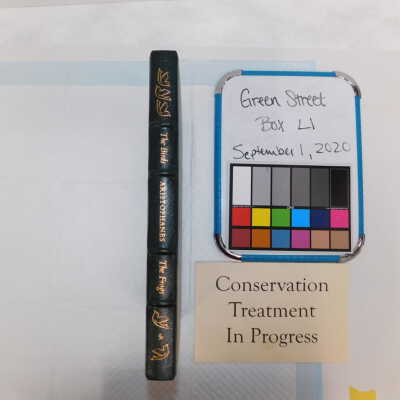 The Birds
ARISTOPHANES
The Frogs
Green Street
Box L1
September 1, 2020
Conservation
Treatment
In Progress